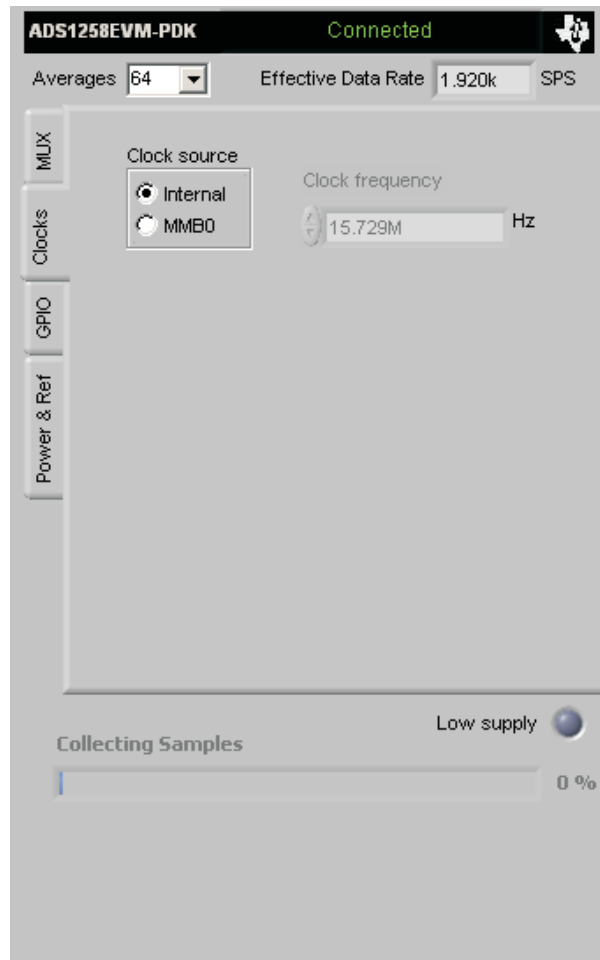 ADS1258EVM-PDK Connected
Averages 64 Effective Data Rate 1.920k SPS
MUX
Clocks
GPIO
Power & Ref
Clock source
Internal
MMB0
Clock frequency
15.729M Hz
Low supply
Collecting Samples
0 %